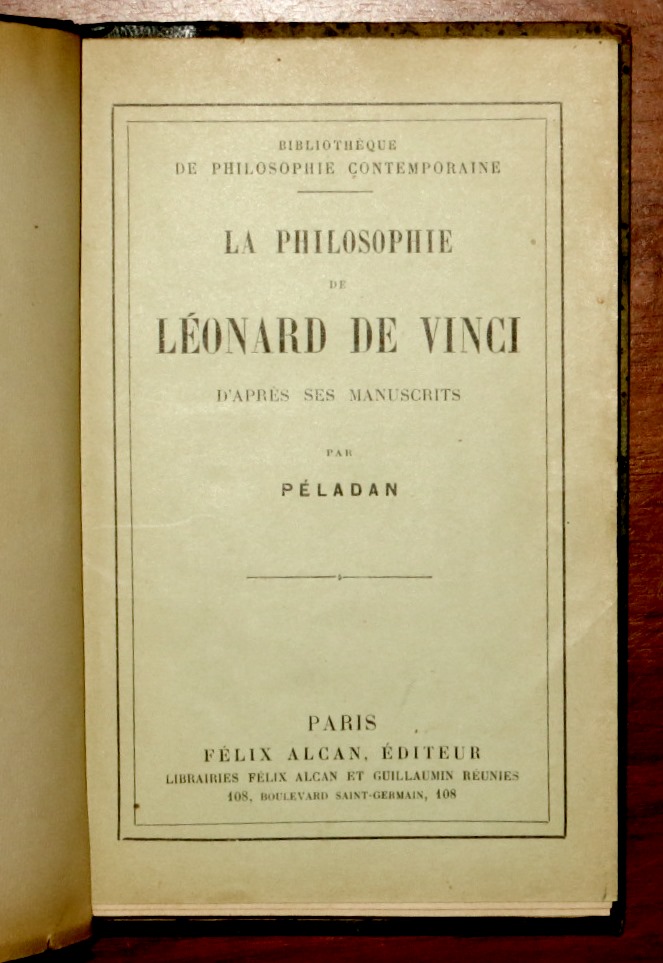 BIBLIOTHÈQUE
DE PHILOSOPHIE CONTEMPORAINE
LA PHILOSOPHIE
DE
LÉONARD DE VINCI
D'APRÈS SES MANUSCRITS
PAR
PÉLADAN
PARIS
FÉLIX ALCAN, ÉDITEUR
LIBRAIRIES FÉLIX ALCAN ET GUILLAUMIN RÉUNIES
108, BOULEVARD SAINT-GERMAIN, 108